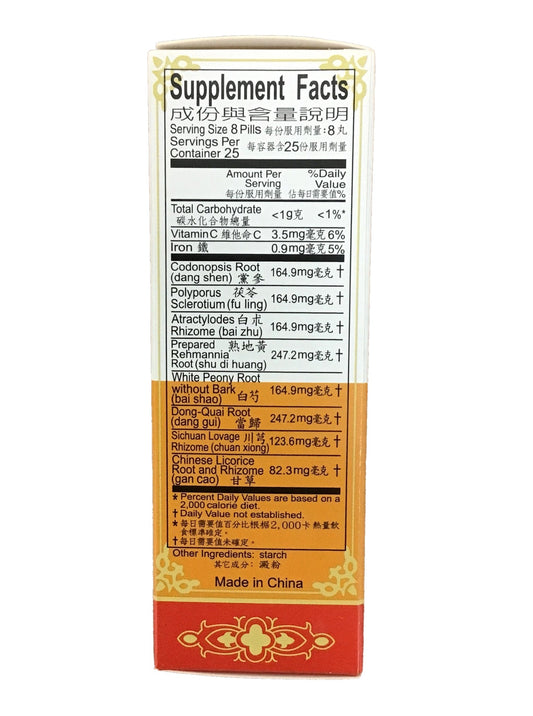 Supplement Facts
成份與含量說明
Serving Size 8 Pills 每份服用劑量:8丸
Servings Per
Container 25 每容器含25份服用劑量
Amount Per %Daily
Serving Value
每份服用劑量 佔每日需要值%
Total Carbohydrate <1g克 <1%*
碳水化合物總量
Vitamin C 維他命C 3.5mg毫克 6%
Iron 鐵 0.9mg毫克 5%
Codonopsis Root
(dang shen) 黨參 164.9mg毫克 †
Polyporus 茯苓
Sclerotium (fu ling) 164.9mg毫克 †
Atractylodes 白朮
Rhizome (bai zhu) 164.9mg毫克 †
Prepared 熟地黃
Rehmannia 247.2mg毫克 †
Root (shu di huang)
White Peony Root
without Bark 164.9mg毫克 †
(bai shao) 白芍
Dong-Quai Root 247.2mg毫克 †
(dang gui) 當歸
Sichuan Lovage 川芎 123.6mg毫克 †
Rhizome (chuan xiong)
Chinese Licorice
Root and Rhizome 82.3mg毫克 †
(gan cao) 甘草
* Percent Daily Values are based on a
2,000 calorie diet.
† Daily Value not established.
* 每日需要值百分比根据2,000卡熱量飲
食標準確定。
† 每日需要值未確定。
Other Ingredients: starch
其它成分: 澱粉
Made in China